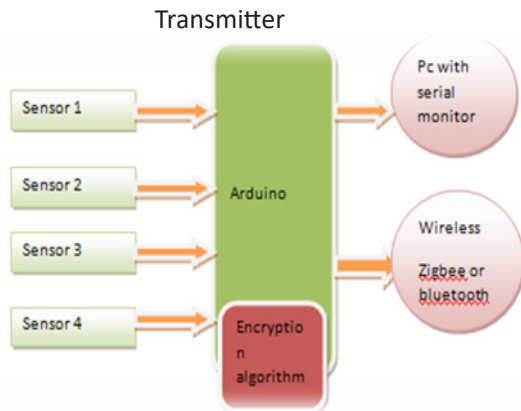 Transmitter
Sensor 1
Sensor 2
Sensor 3
Sensor 4
Arduino
Encryptio
n
algorithm
Pc with
serial
monitor
Wireless
Zigbee or
bluetooth